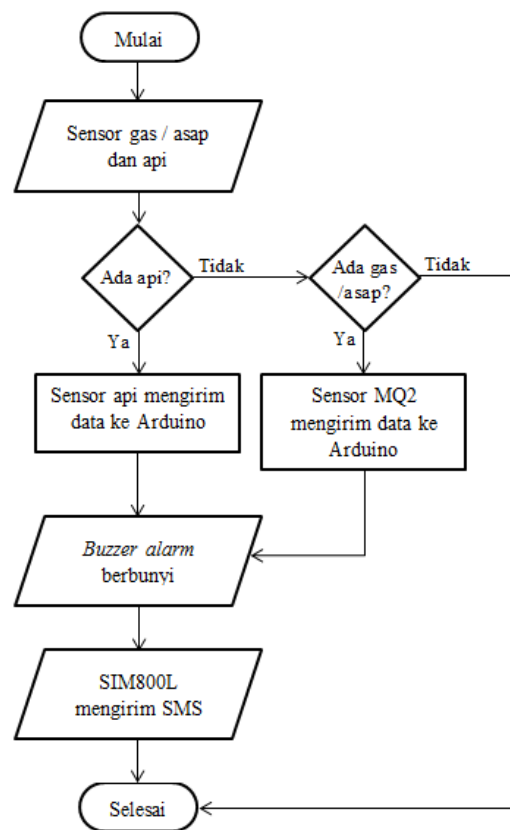 Mulai
Sensor gas / asap
dan api
Ada api?
Tidak
Ada gas
/asap?
Tidak
Ya
Ya
Sensor api mengirim
data ke Arduino
Sensor MQ2
mengirim data ke
Arduino
Buzzer alarm
berbunyi
SIM800L
mengirim SMS
Selesai